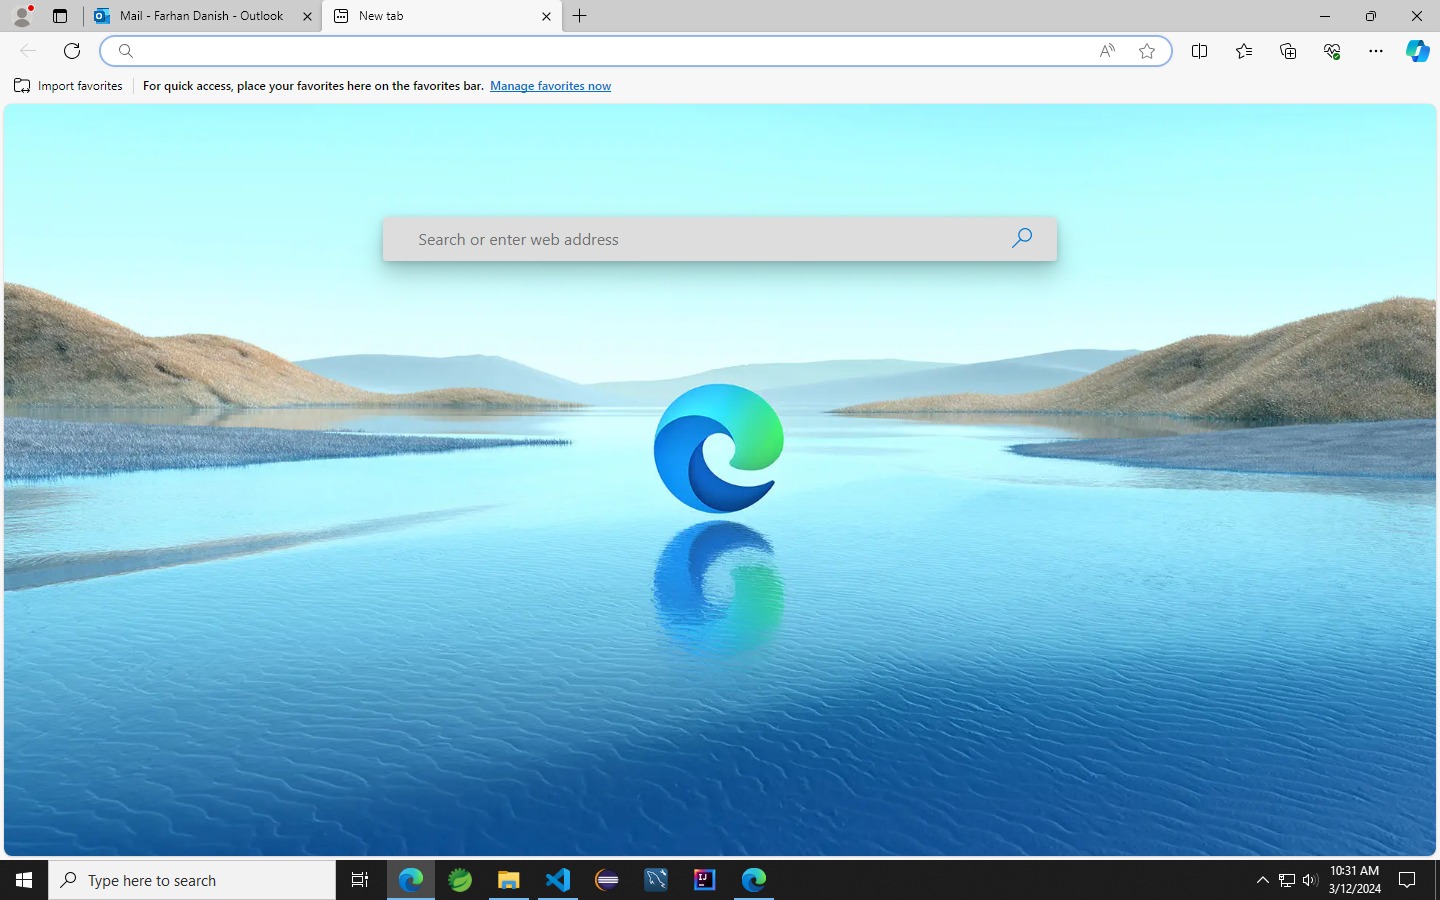 Mail - Farhan Danish - Outlook
New tab
Import favorites
For quick access, place your favorites here on the favorites bar. Manage favorites now
Search or enter web address
Type here to search
10:31 AM
3/12/2024